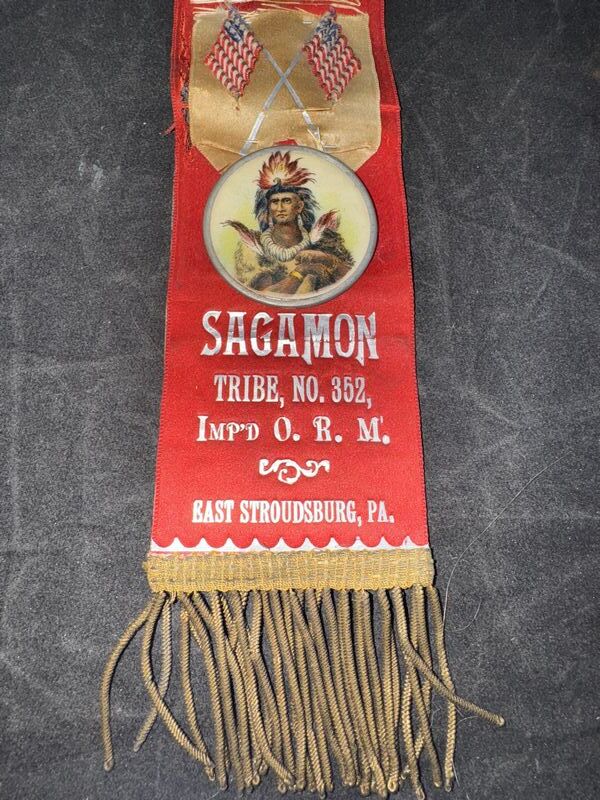 SAGAMON
TRIBE, NO. 352,
IMP'D O. R. M.
EAST STROUDSBURG, PA.